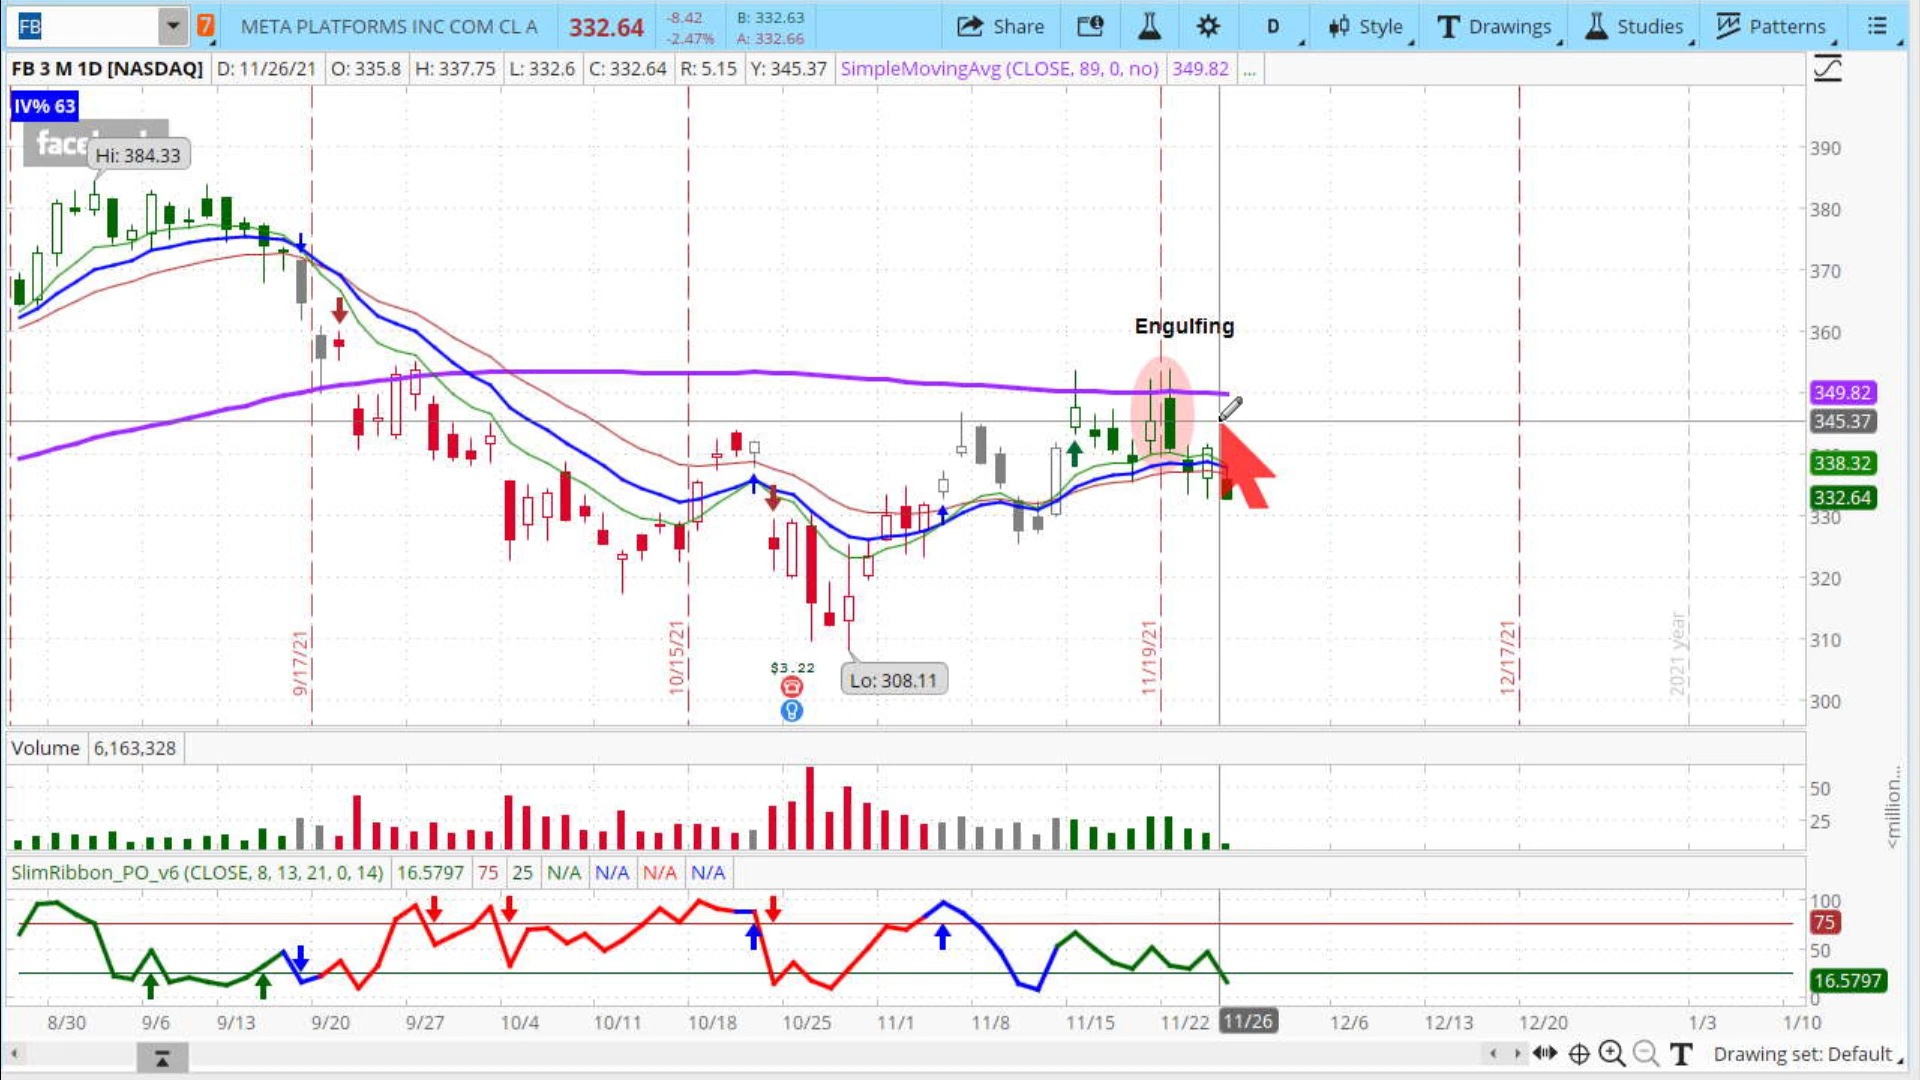 FB 7 META PLATFORMS INC COM CL A 332.64 -8.42 -2.47% B: 332.63 A: 332.66 Share D Style Drawings Studies Patterns
FB 3 M 1D [NASDAQ] D: 11/26/21 O: 335.8 H: 337.75 L: 332.6 C: 332.64 R: 5.15 Y: 345.37 SimpleMovingAvg (CLOSE, 89, 0, no) 349.82 ...
IV% 63
Hi: 384.33
390
380
370
Engulfing
360
349.82
345.37
338.32
332.64
330
320
310
300
9/17/21
10/15/21
11/19/21
12/17/21
2021 year
$3.22
Lo: 308.11
Volume 6,163,328
50
25
<million...
SlimRibbon_PO_v6 (CLOSE, 8, 13, 21, 0, 14) 16.5797 75 25 N/A N/A N/A N/A
100
75
50
16.5797
0
8/30 9/6 9/13 9/20 9/27 10/4 10/11 10/18 10/25 11/1 11/8 11/15 11/22 11/26 12/6 12/13 12/20 1/3 1/10
T Drawing set: Default